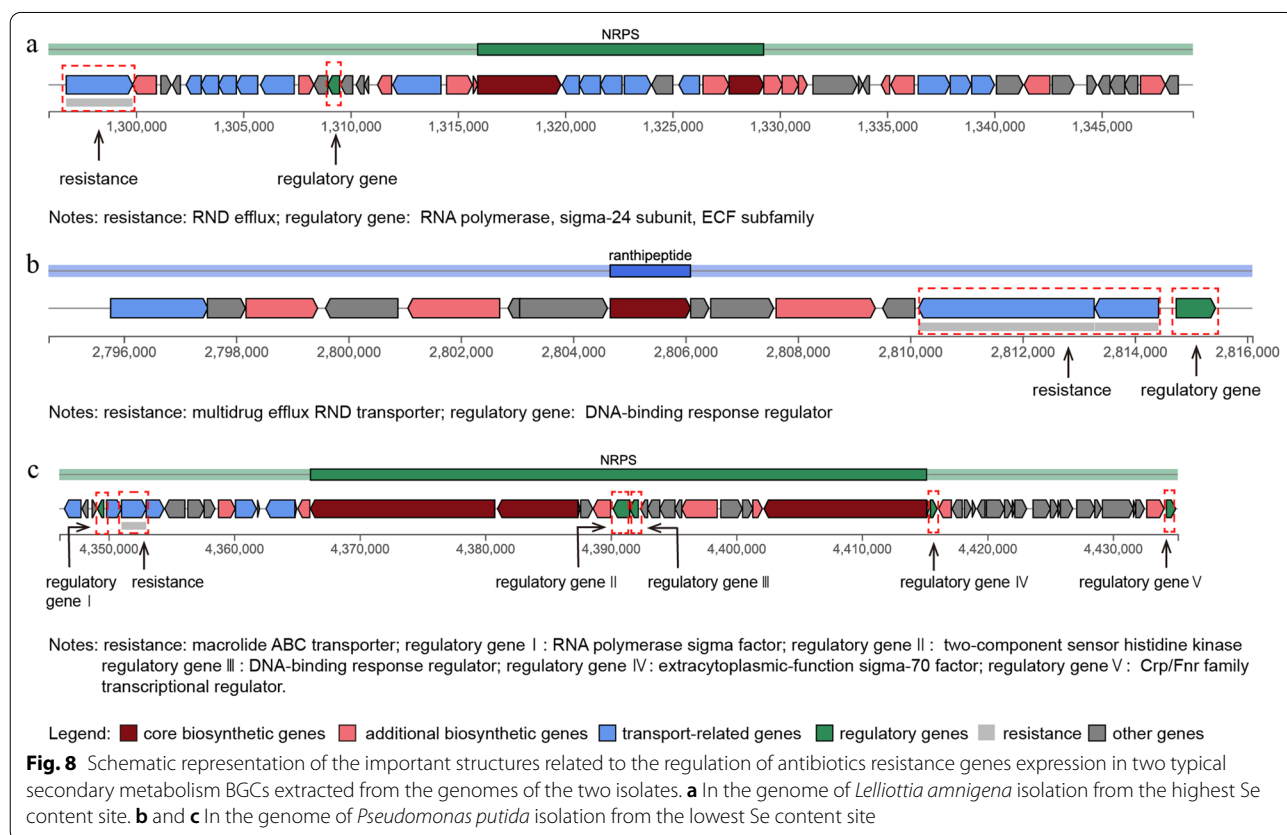 a
NRPS
1,300,000 1,305,000 1,310,000 1,315,000 1,320,000 1,325,000 1,330,000 1,335,000 1,340,000 1,345,000
resistance regulatory gene
Notes: resistance: RND efflux; regulatory gene: RNA polymerase, sigma-24 subunit, ECF subfamily
b
ranthipeptide
2,796,000 2,798,000 2,800,000 2,802,000 2,804,000 2,806,000 2,808,000 2,810,000 2,812,000 2,814,000 2,816,000
resistance regulatory gene
Notes: resistance: multidrug efflux RND transporter; regulatory gene: DNA-binding response regulator
c
NRPS
4,350,000 4,360,000 4,370,000 4,380,000 4,390,000 4,400,000 4,410,000 4,420,000 4,430,000
regulatory gene Ⅰ resistance regulatory gene Ⅱ regulatory gene Ⅲ regulatory gene Ⅳ regulatory gene Ⅴ
Notes: resistance: macrolide ABC transporter; regulatory gene Ⅰ: RNA polymerase sigma factor; regulatory gene Ⅱ: two-component sensor histidine kinase
regulatory gene Ⅲ: DNA-binding response regulator; regulatory gene Ⅳ: extracytoplasmic-function sigma-70 factor; regulatory gene Ⅴ: Crp/Fnr family
transcriptional regulator.
Legend: core biosynthetic genes additional biosynthetic genes transport-related genes regulatory genes resistance other genes
Fig. 8 Schematic representation of the important structures related to the regulation of antibiotics resistance genes expression in two typical
secondary metabolism BGCs extracted from the genomes of the two isolates. a In the genome of Lelliottia amnigena isolation from the highest Se
content site. b and c In the genome of Pseudomonas putida isolation from the lowest Se content site